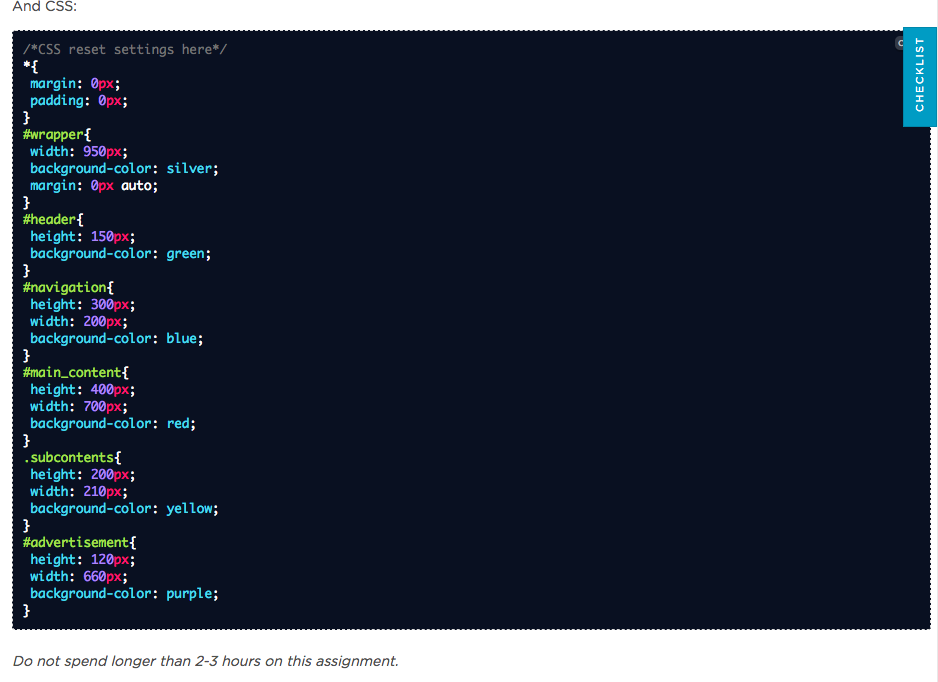 And CSS:
/*CSS reset settings here*/
*{
margin: 0px;
padding: 0px;
}
#wrapper{
width: 950px;
background-color: silver;
margin: 0px auto;
}
#header{
height: 150px;
background-color: green;
}
#navigation{
height: 300px;
width: 200px;
background-color: blue;
}
#main_content{
height: 400px;
width: 700px;
background-color: red;
}
.subcontents{
height: 200px;
width: 210px;
background-color: yellow;
}
#advertisement{
height: 120px;
width: 660px;
background-color: purple;
}
CHECKLIST
Do not spend longer than 2-3 hours on this assignment.